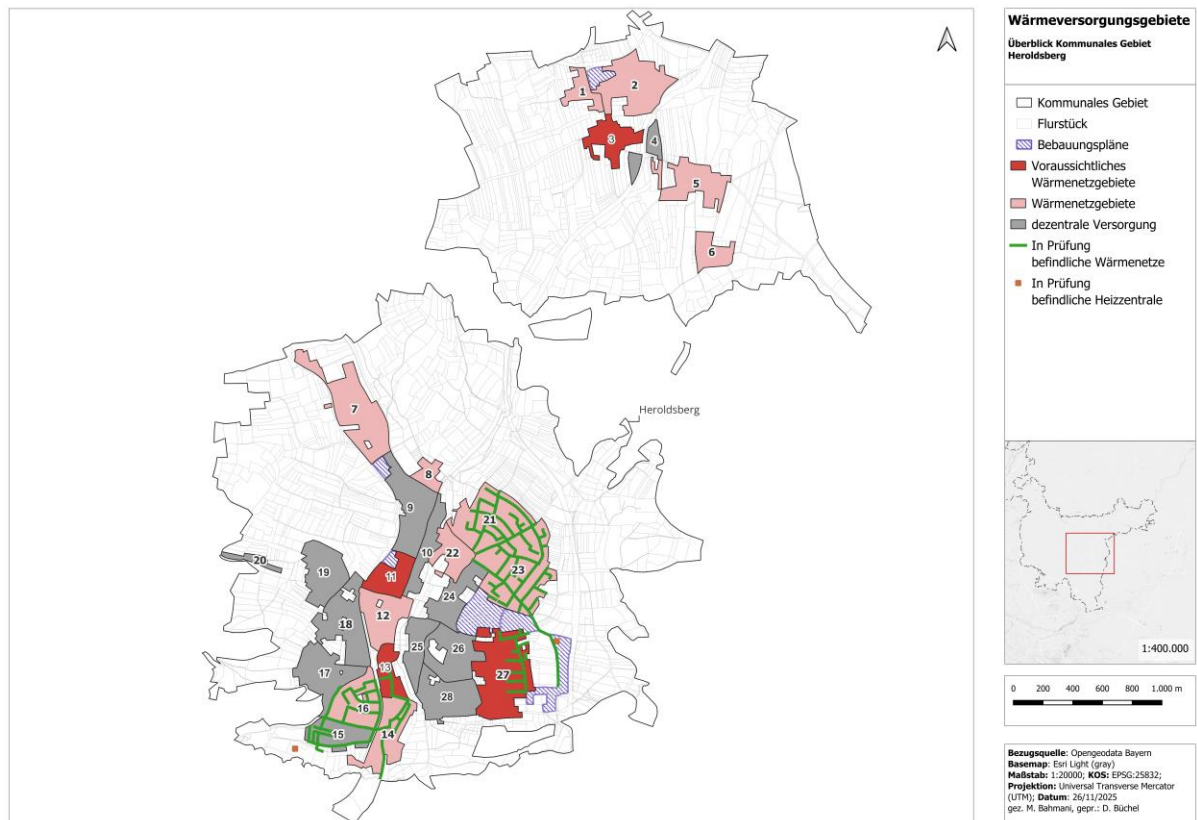 Wärmeversorgungsgebiete
Überblick Kommunales Gebiet
Heroldsberg
Kommunales Gebiet
Flurstück
Bebauungspläne
Voraussichtliches
Wärmenetzgebiete
Wärmenetzgebiete
dezentrale Versorgung
In Prüfung
befindliche Wärmenetze
In Prüfung
befindliche Heizzentrale
1
2
3
4
5
6
7
Heroldsberg
8
9
21
10
22
20
19
11
23
24
12
18
25
26
13
17
27
28
16
14
15
1:400.000
0 200 400 600 800 1.000 m
Bezugsquelle: Opengeodata Bayern
Basemap: Esri Light (gray)
Maßstab: 1:20000; KOS: EPSG:25832;
Projektion: Universal Transverse Mercator
(UTM); Datum: 26/11/2025
gez. M. Bahmani, gepr.: D. Büchel